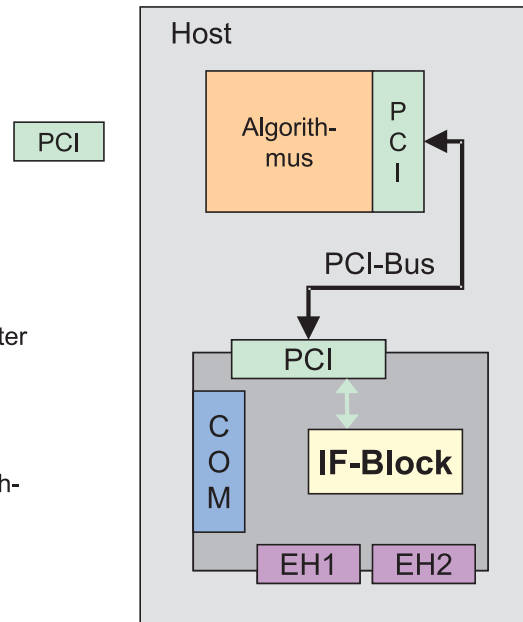 Host
Algorith-
mus
P
C
I
PCI
PCI-Bus
ter
PCI
C
O
M
IF-Block
h-
EH1
EH2